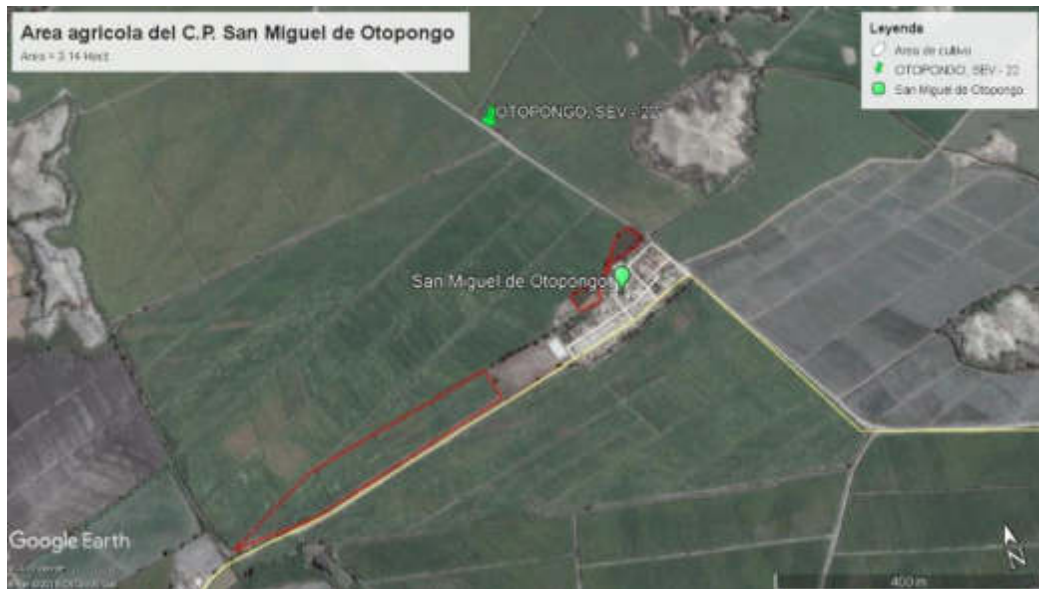 Area agricola del C.P. San Miguel de Otopongo
Area = 3.14 Hect
Leyenda
Area de cultivo
OTOPONGO, SEV - 22
San Miguel de Otopongo
OTOPONGO, SEV - 22
San Miguel de Otopongo
Google Earth
N
400 m